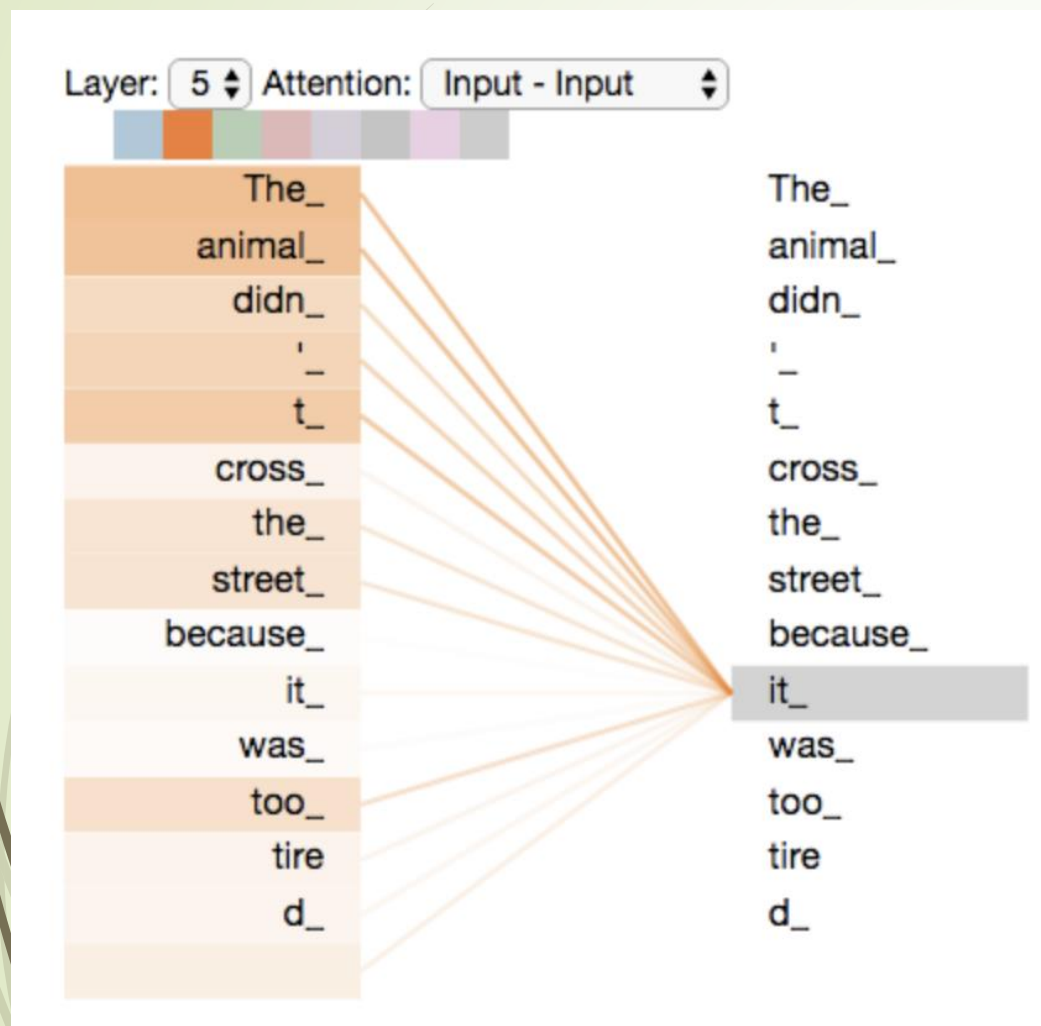 Layer: 5 Attention: Input - Input
The_ The_
animal_ animal_
didn_ didn_
'_ '_
t_ t_
cross_ cross_
the_ the_
street_ street_
because_ because_
it_ it_
was_ was_
too_ too_
tire tire
d_ d_